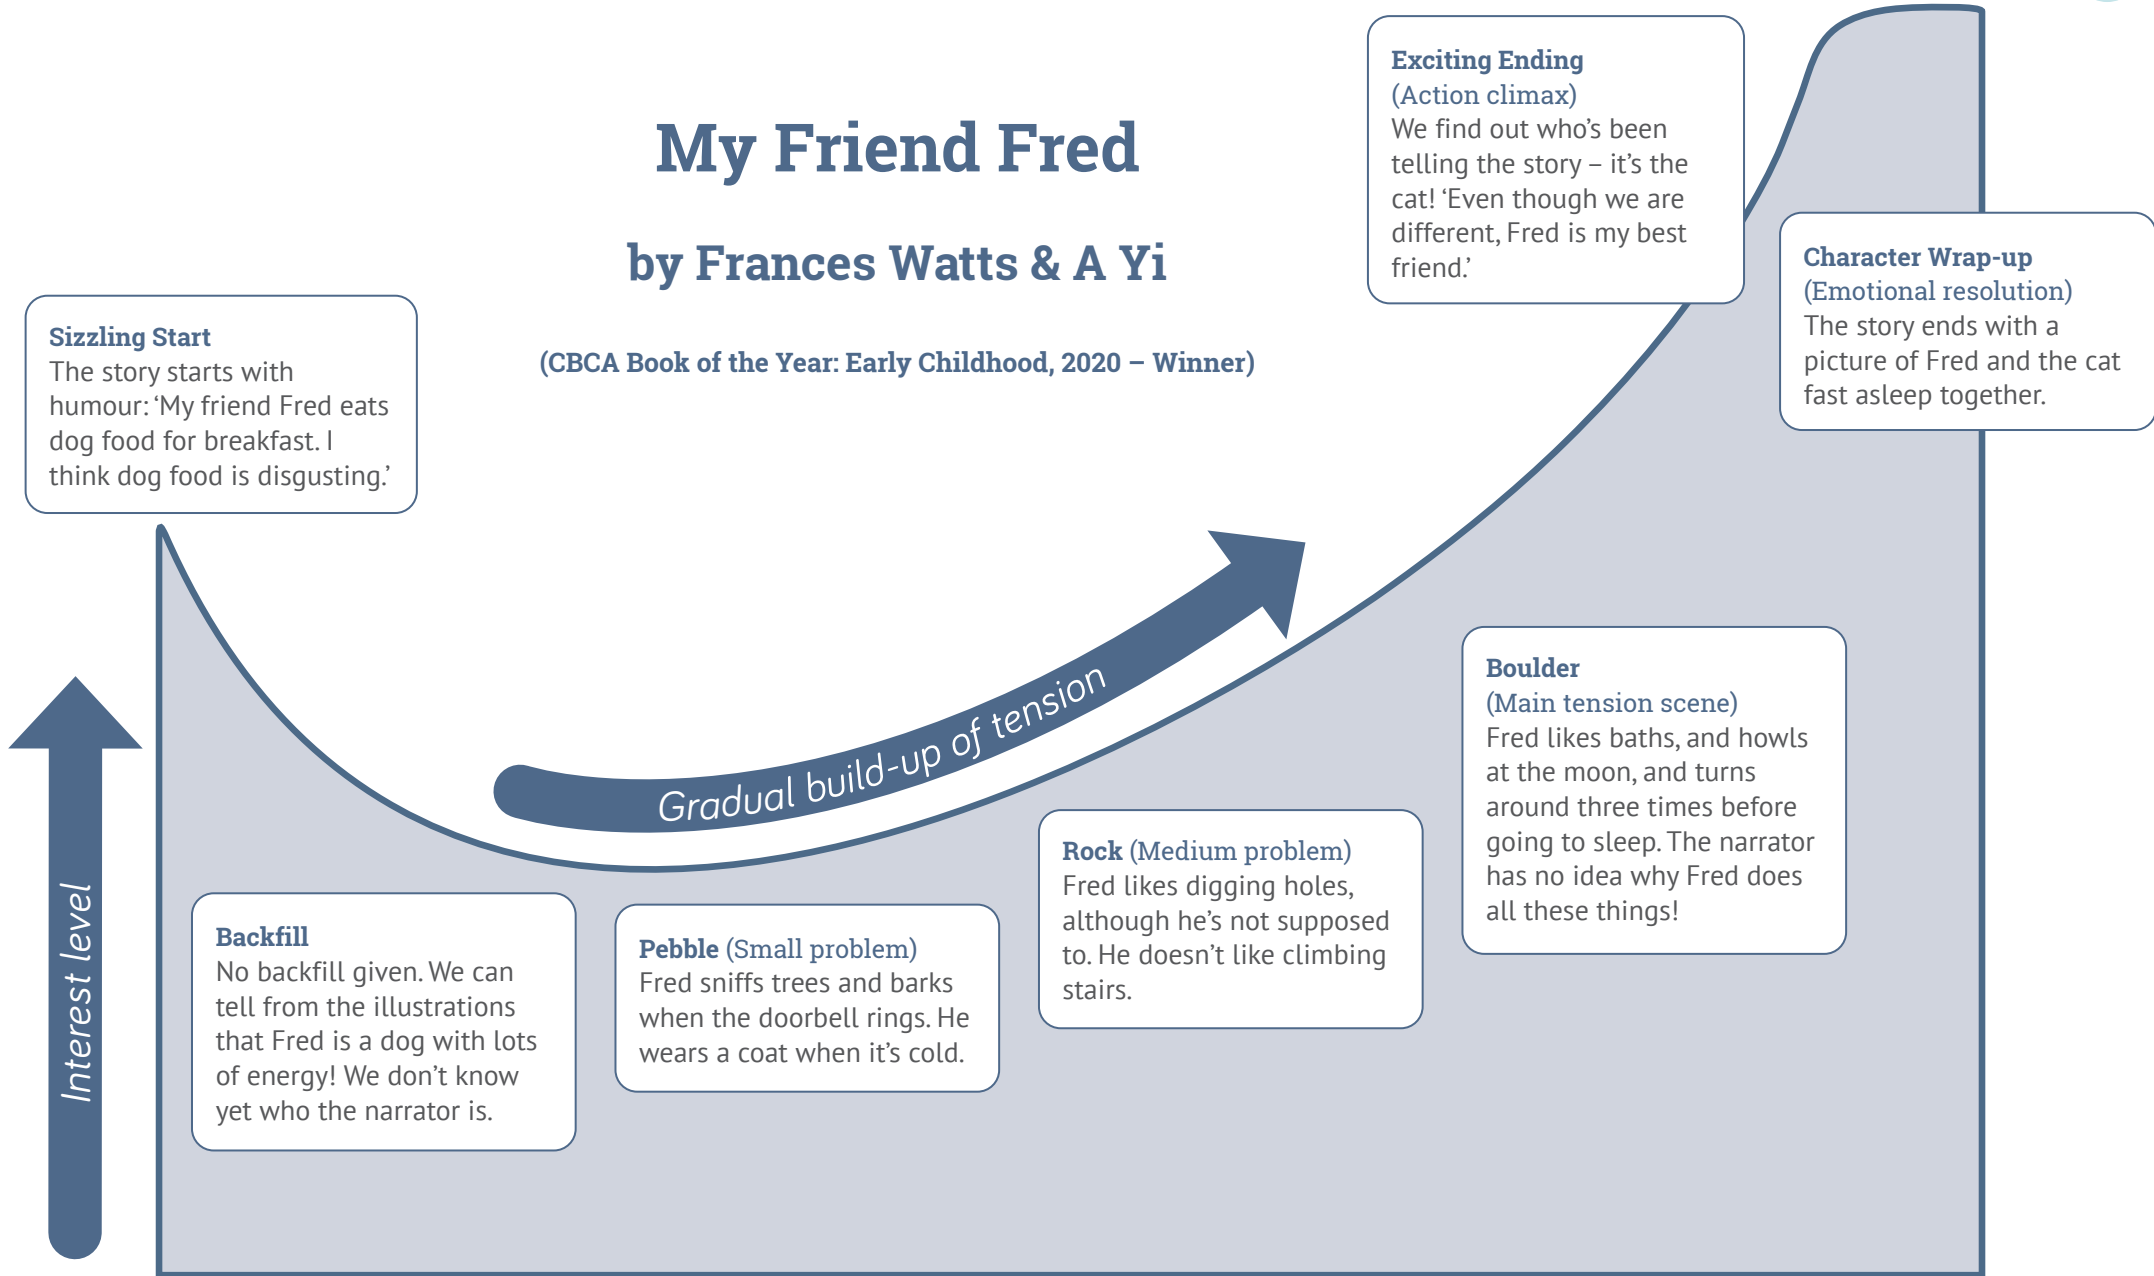 My Friend Fred
by Frances Watts & A Yi
(CBCA Book of the Year: Early Childhood, 2020 – Winner)
Sizzling Start
The story starts with
humour: ‘My friend Fred eats
dog food for breakfast. I
think dog food is disgusting.’
Backfill
No backfill given. We can
tell from the illustrations
that Fred is a dog with lots
of energy! We don’t know
yet who the narrator is.
Pebble (Small problem)
Fred sniffs trees and barks
when the doorbell rings. He
wears a coat when it’s cold.
Rock (Medium problem)
Fred likes digging holes,
although he’s not supposed
to. He doesn’t like climbing
stairs.
Boulder
(Main tension scene)
Fred likes baths, and howls
at the moon, and turns
around three times before
going to sleep. The narrator
has no idea why Fred does
all these things!
Exciting Ending
(Action climax)
We find out who’s been
telling the story – it’s the
cat! ‘Even though we are
different, Fred is my best
friend.’
Character Wrap-up
(Emotional resolution)
The story ends with a
picture of Fred and the cat
fast asleep together.
Gradual build-up of tension
Interest level